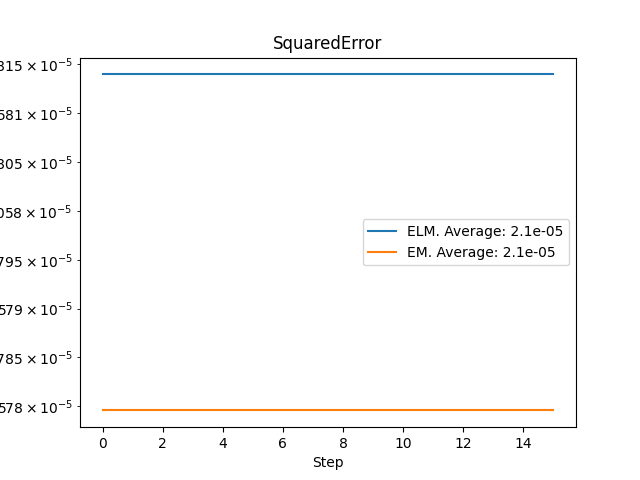 SquaredError
815 × 10⁻⁵
581 × 10⁻⁵
305 × 10⁻⁵
058 × 10⁻⁵
795 × 10⁻⁵
579 × 10⁻⁵
785 × 10⁻⁵
578 × 10⁻⁵
ELM. Average: 2.1e-05
EM. Average: 2.1e-05
0 2 4 6 8 10 12 14
Step